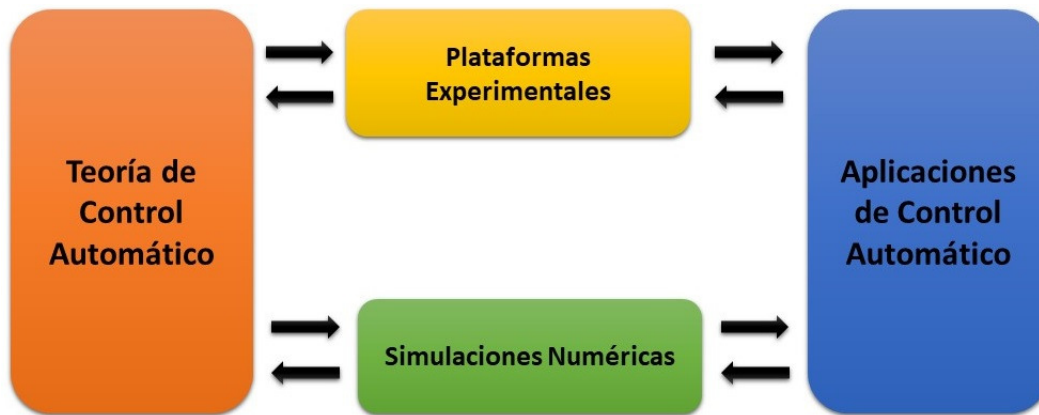 Teoría de
Control
Automático
Plataformas
Experimentales
Simulaciones Numéricas
Aplicaciones
de Control
Automático